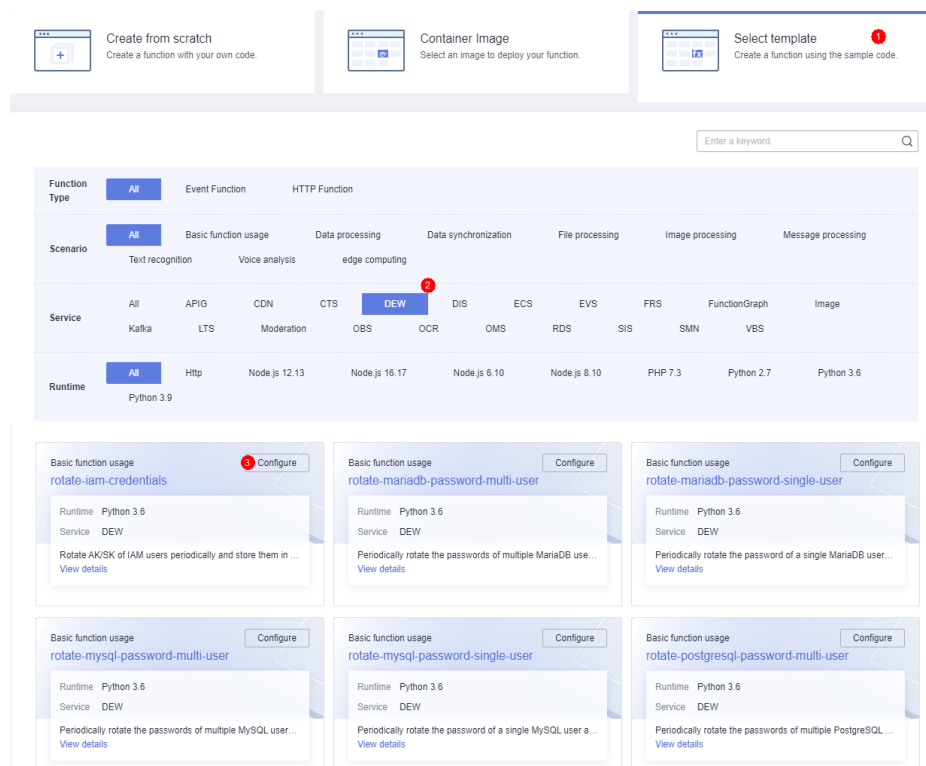 Create from scratch
Create a function with your own code.
Container Image
Select an image to deploy your function.
Select template 1
Create a function using the sample code.
Enter a keyword.
Function Type All Event Function HTTP Function
Scenario All Basic function usage Data processing Data synchronization File processing Image processing Message processing
Text recognition Voice analysis edge computing
2
Service All APIG CDN CTS DEW DIS ECS EVS FRS FunctionGraph Image
Kafka LTS Moderation OBS OCR OMS RDS SIS SMN VBS
Runtime All Http Node.js 12.13 Node.js 16.17 Node.js 6.10 Node.js 8.10 PHP 7.3 Python 2.7 Python 3.6
Python 3.9
Basic function usage 3 Configure
rotate-iam-credentials
Runtime Python 3.6
Service DEW
Rotate AK/SK of IAM users periodically and store them in ...
View details
Basic function usage Configure
rotate-mariadb-password-multi-user
Runtime Python 3.6
Service DEW
Periodically rotate the passwords of multiple MariaDB use...
View details
Basic function usage Configure
rotate-mariadb-password-single-user
Runtime Python 3.6
Service DEW
Periodically rotate the password of a single MariaDB user...
View details
Basic function usage Configure
rotate-mysql-password-multi-user
Runtime Python 3.6
Service DEW
Periodically rotate the passwords of multiple MySQL user...
View details
Basic function usage Configure
rotate-mysql-password-single-user
Runtime Python 3.6
Service DEW
Periodically rotate the password of a single MySQL user a...
View details
Basic function usage Configure
rotate-postgresql-password-multi-user
Runtime Python 3.6
Service DEW
Periodically rotate the passwords of multiple PostgreSQL ...
View details